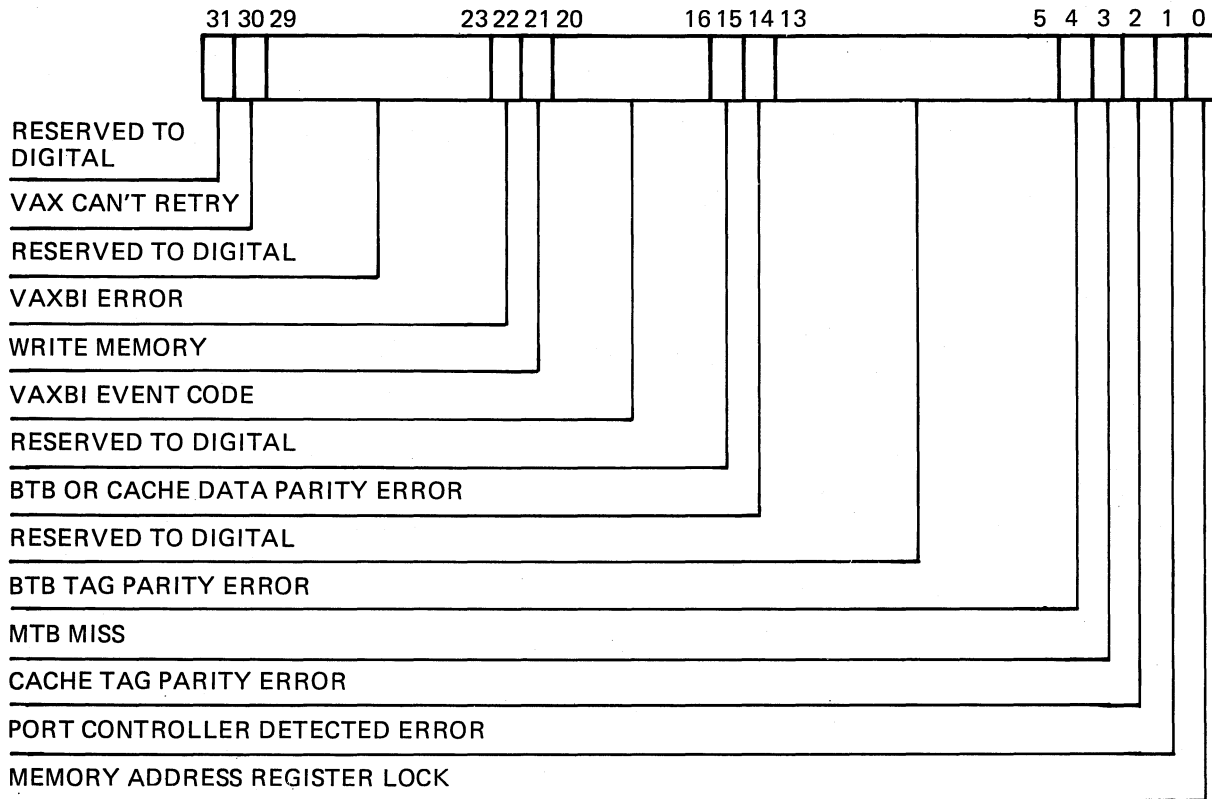 31 30 29 23 22 21 20 16 15 14 13 5 4 3 2 1 0
RESERVED TO
DIGITAL
VAX CAN'T RETRY
RESERVED TO DIGITAL
VAXBI ERROR
WRITE MEMORY
VAXBI EVENT CODE
RESERVED TO DIGITAL
BTB OR CACHE DATA PARITY ERROR
RESERVED TO DIGITAL
BTB TAG PARITY ERROR
MTB MISS
CACHE TAG PARITY ERROR
PORT CONTROLLER DETECTED ERROR
MEMORY ADDRESS REGISTER LOCK